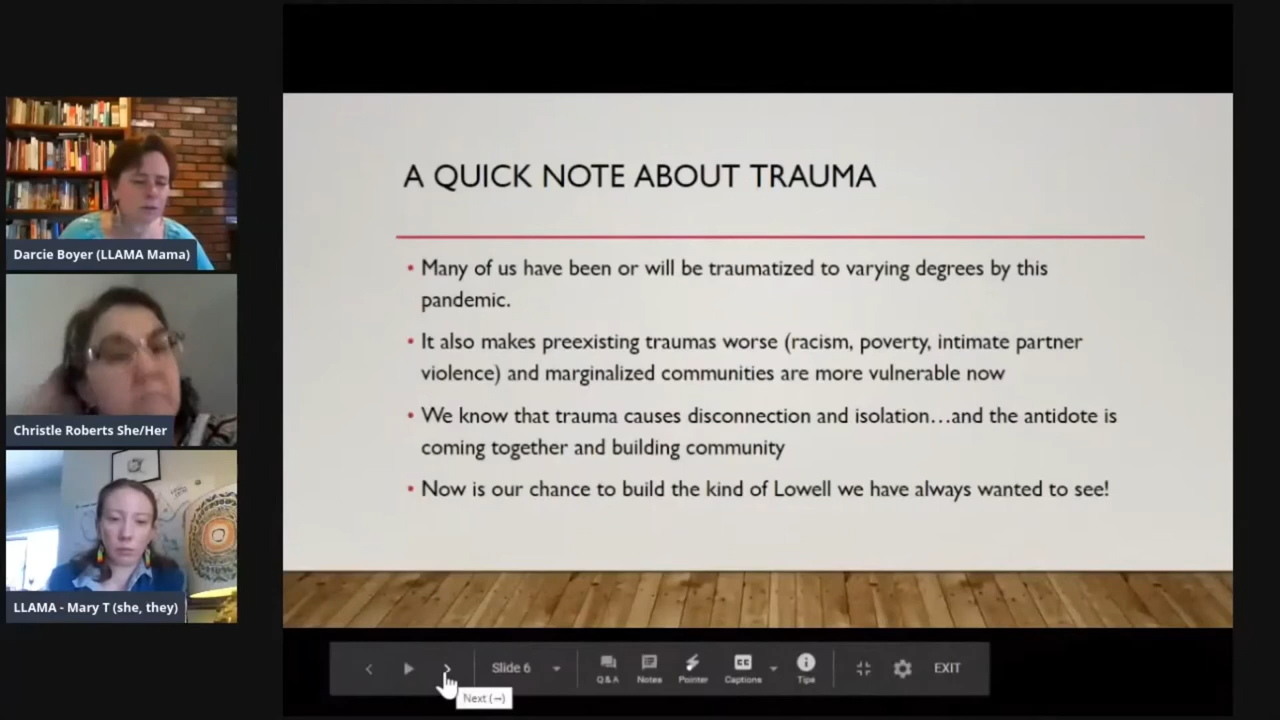 Darcie Boyer (LLAMA Mama)
Christle Roberts She/Her
LLAMA - Mary T (she, they)
A QUICK NOTE ABOUT TRAUMA
• Many of us have been or will be traumatized to varying degrees by this
pandemic.
• It also makes preexisting traumas worse (racism, poverty, intimate partner
violence) and marginalized communities are more vulnerable now
• We know that trauma causes disconnection and isolation…and the antidote is
coming together and building community
• Now is our chance to build the kind of Lowell we have always wanted to see!
Slide 6
Q&A
Notes
Pointer
CC
Captions
Tips
EXIT
Next (→)